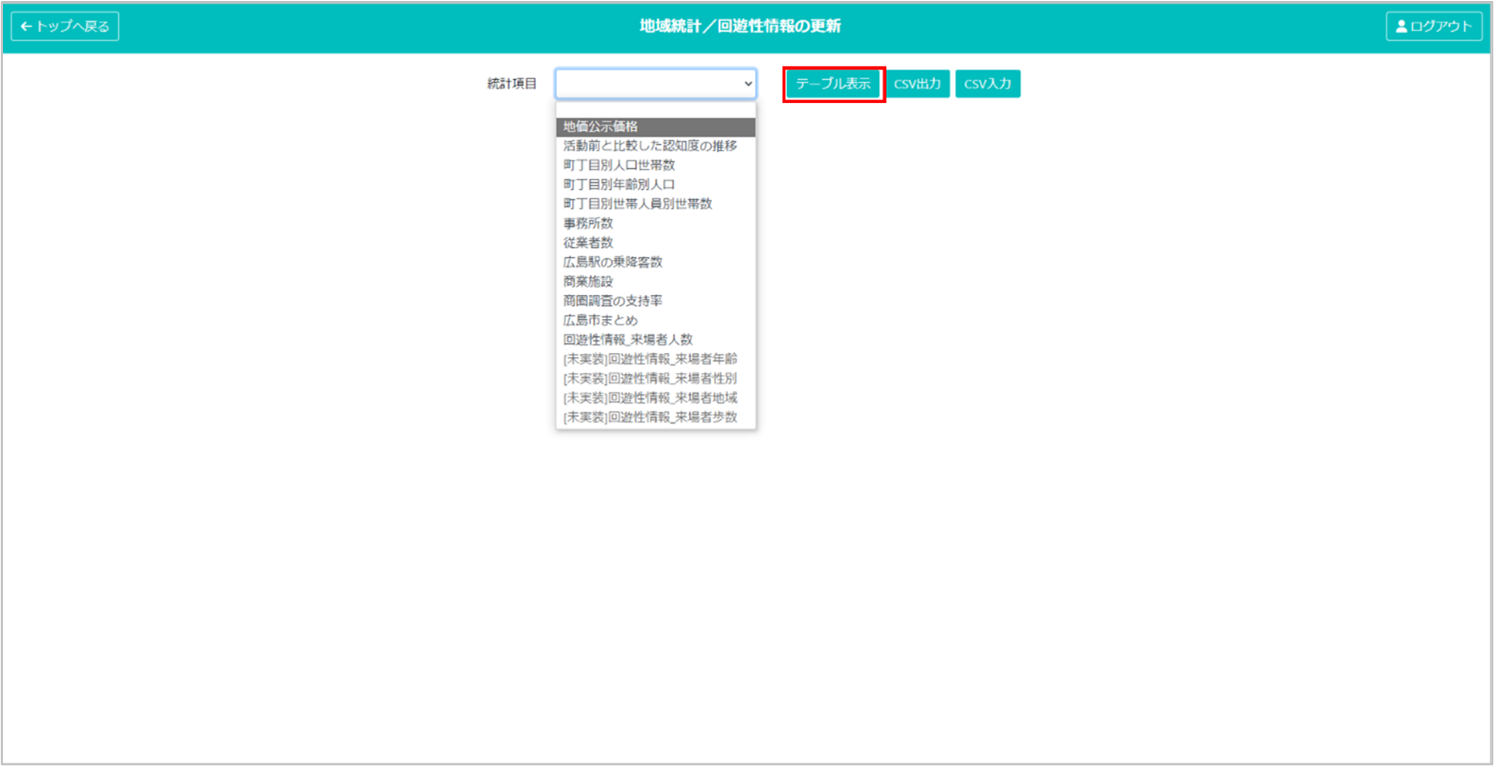 トップへ戻る
地域統計／回遊性情報の更新
ログアウト
統計項目
テーブル表示
CSV出力
CSV入力
地価公示価格
活動前と比較した認知度の推移
町丁目別人口世帯数
町丁目別年齢別人口
町丁目別世帯人員別世帯数
事務所数
従業者数
広島駅の乗降客数
商業施設
商圏調査の支持率
広島市まとめ
回遊性情報_来場者人数
[未実装]回遊性情報_来場者年齢
[未実装]回遊性情報_来場者性別
[未実装]回遊性情報_来場者地域
[未実装]回遊性情報_来場者歩数